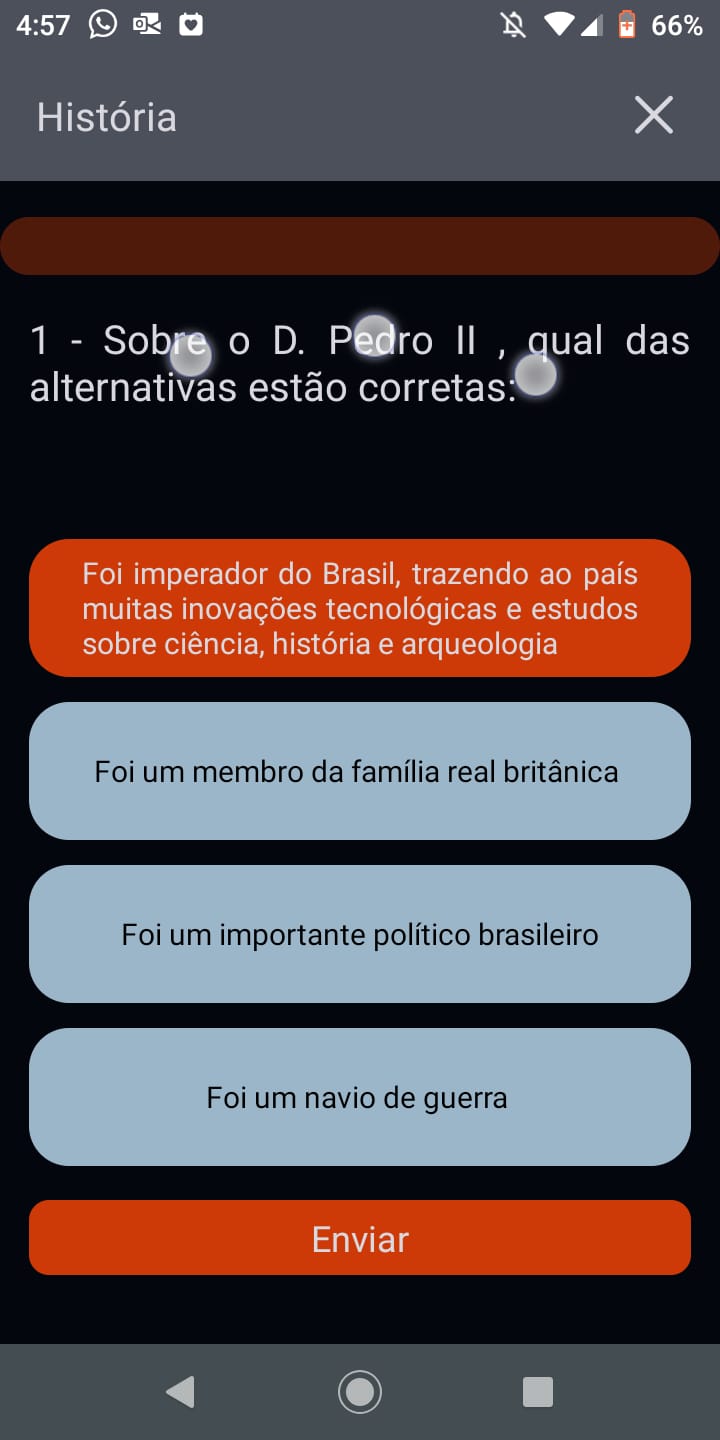 4:57
66%
História
1 - Sobre o D. Pedro II , qual das
alternativas estão corretas:
Foi imperador do Brasil, trazendo ao país
muitas inovações tecnológicas e estudos
sobre ciência, história e arqueologia
Foi um membro da família real britânica
Foi um importante político brasileiro
Foi um navio de guerra
Enviar